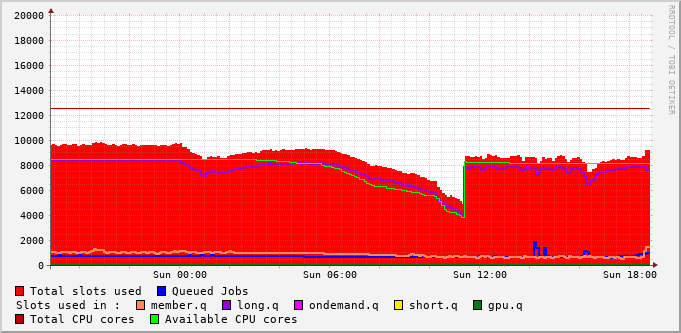 20000
18000
16000
14000
12000
10000
8000
6000
4000
2000
0
Sun 00:00 Sun 06:00 Sun 12:00 Sun 18:00
RRDTOOL / TOBI OETIKER
Total slots used Queued Jobs
Slots used in : member.q long.q ondemand.q short.q gpu.q
Total CPU cores Available CPU cores